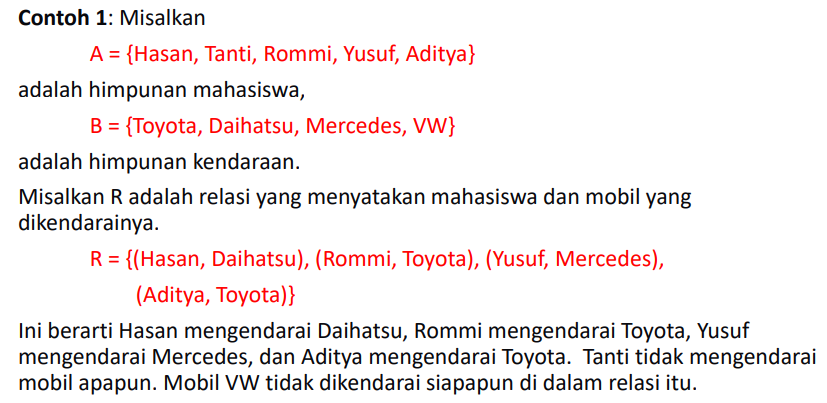 Contoh 1: Misalkan
A = {Hasan, Tanti, Rommi, Yusuf, Aditya}
adalah himpunan mahasiswa,
B = {Toyota, Daihatsu, Mercedes, VW}
adalah himpunan kendaraan.
Misalkan R adalah relasi yang menyatakan mahasiswa dan mobil yang
dikendarainya.
R = {(Hasan, Daihatsu), (Rommi, Toyota), (Yusuf, Mercedes),
(Aditya, Toyota)}
Ini berarti Hasan mengendarai Daihatsu, Rommi mengendarai Toyota, Yusuf
mengendarai Mercedes, dan Aditya mengendarai Toyota.  Tanti tidak mengendarai
mobil apapun. Mobil VW tidak dikendarai siapapun di dalam relasi itu.